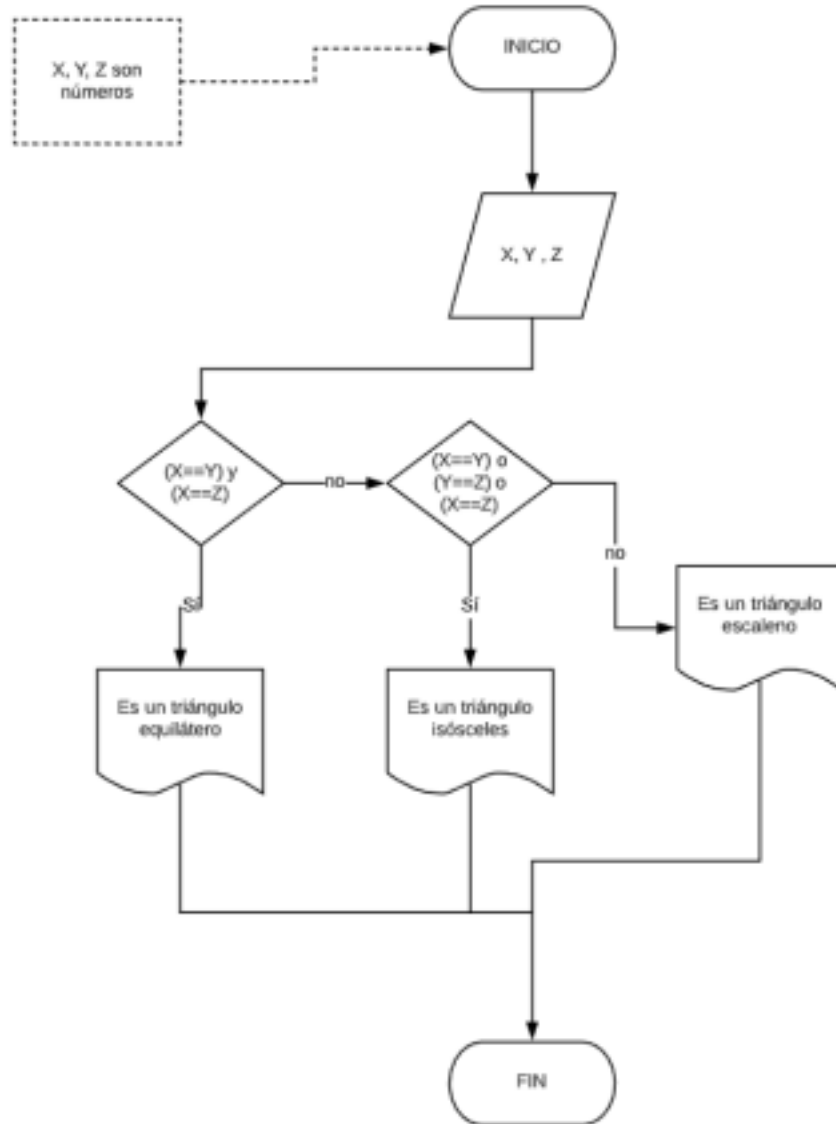 X, Y, Z son
números
INICIO
X, Y , Z
(X==Y) y
(X==Z)
no
(X==Y) o
(Y==Z) o
(X==Z)
no
Sí
Sí
Es un triángulo
escaleno
Es un triángulo
equilátero
Es un triángulo
isósceles
FIN